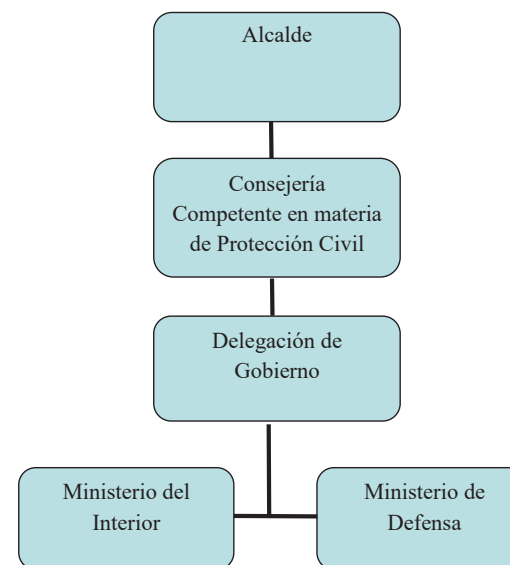 Alcalde
Consejería
Competente en materia
de Protección Civil
Delegación de
Gobierno
Ministerio del
Interior
Ministerio de
Defensa